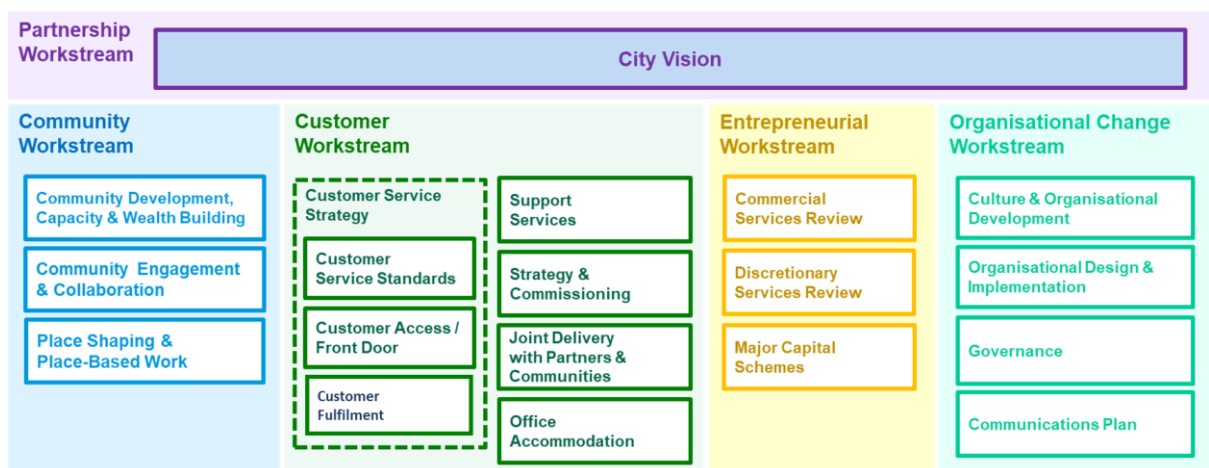 Partnership
Workstream
City Vision
Community
Workstream
Community Development,
Capacity & Wealth Building
Community Engagement
& Collaboration
Place Shaping &
Place-Based Work
Customer
Workstream
Customer Service
Strategy
Customer
Service Standards
Customer Access /
Front Door
Customer
Fulfilment
Support
Services
Strategy &
Commissioning
Joint Delivery
with Partners &
Communities
Office
Accommodation
Entrepreneurial
Workstream
Commercial
Services Review
Discretionary
Services Review
Major Capital
Schemes
Organisational Change
Workstream
Culture & Organisational
Development
Organisational Design &
Implementation
Governance
Communications Plan